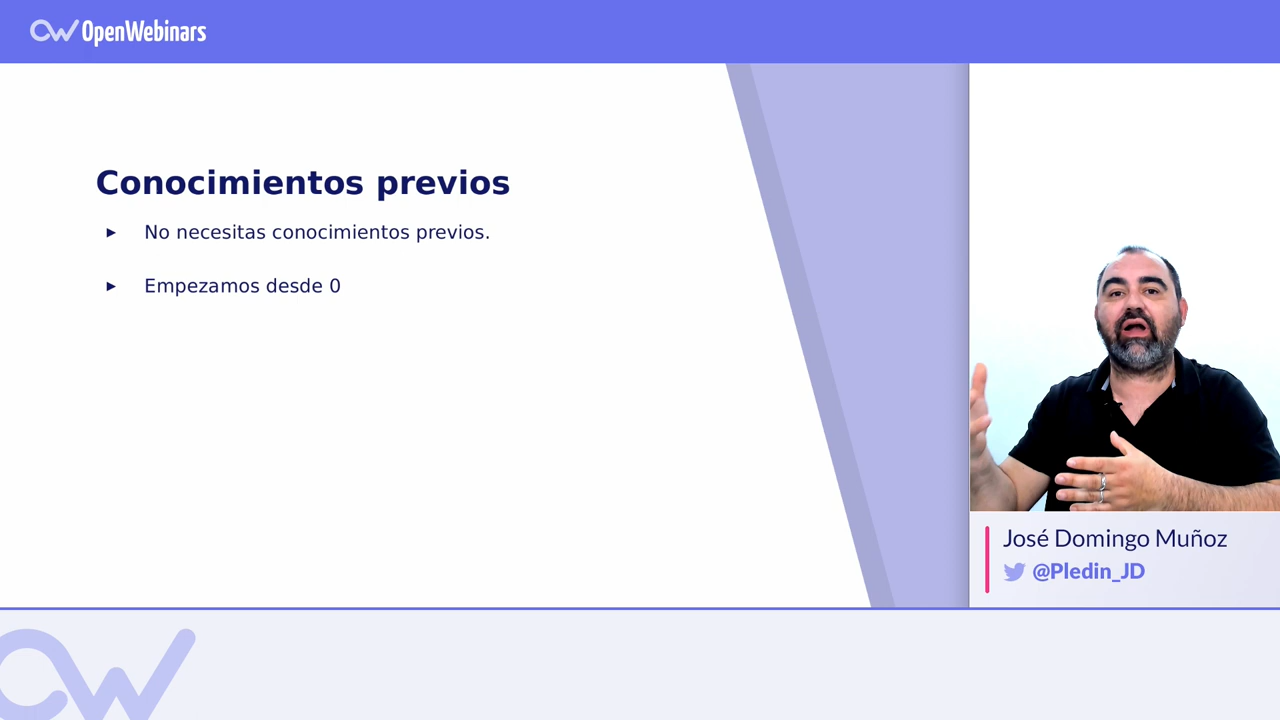 OpenWebinars
Conocimientos previos
► No necesitas conocimientos previos.
► Empezamos desde 0
José Domingo Muñoz
@Pledin_JD